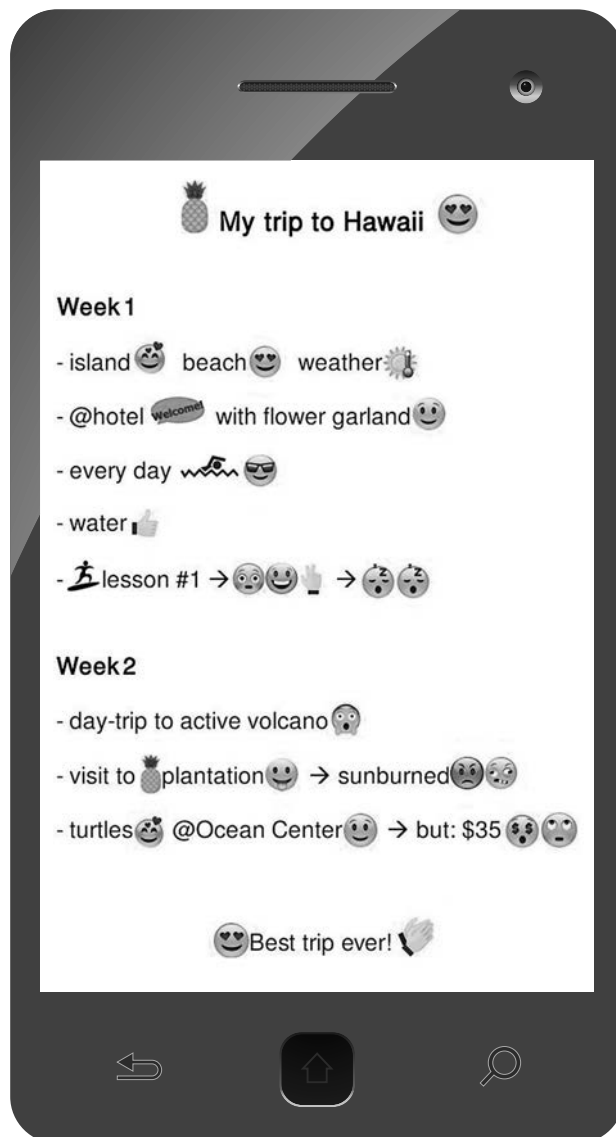 My trip to Hawaii
Week 1
- island beach weather
- @hotel Welcome! with flower garland
- every day
- water
- lesson #1 → →
Week 2
- day-trip to active volcano
- visit to plantation → sunburned
- turtles @Ocean Center → but: $35
Best trip ever!